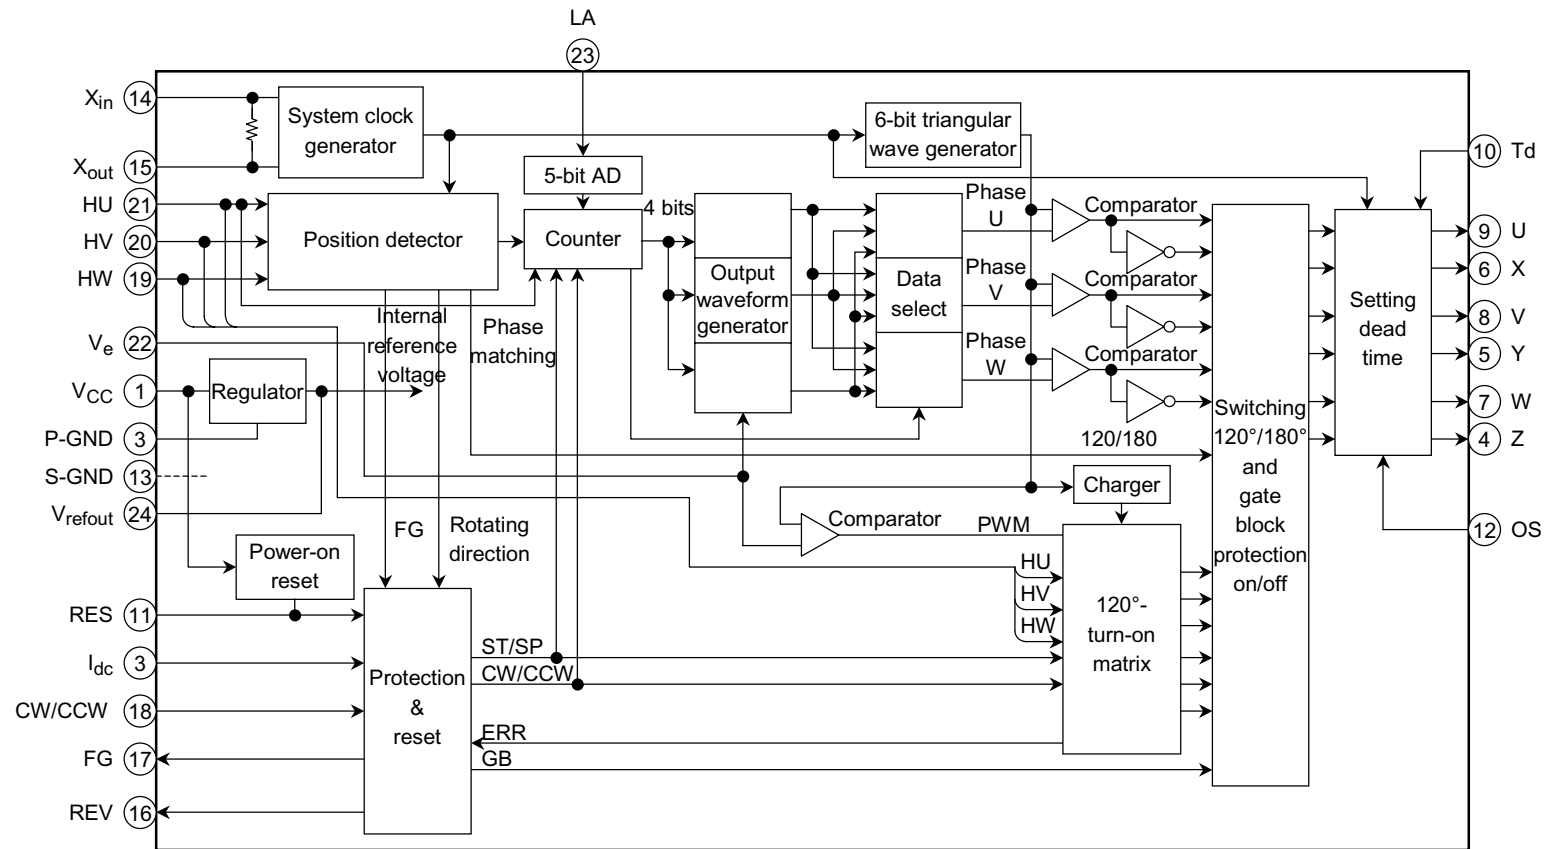 LA
23
Xin 14
System clock
generator
6-bit triangular
wave generator
Xout 15
5-bit AD
10 Td
HU 21
4 bits
Phase
U
Comparator
HV 20
Position detector
Counter
9 U
HW 19
Output
waveform
generator
Data
select
Phase
V
Comparator
6 X
Setting
dead
time
Internal
reference
voltage
Phase
matching
8 V
Ve 22
Phase
W
Comparator
5 Y
VCC 1
Regulator
7 W
Switching
120°/180°
and
gate
block
protection
on/off
P-GND 3
120/180
4 Z
S-GND 13
Charger
Vrefout 24
FG
Rotating
direction
Comparator
PWM
12 OS
Power-on
reset
HU
HV
HW
120°-
turn-on
matrix
RES 11
ST/SP
Idc 3
CW/CCW
Protection
&
reset
CW/CCW 18
ERR
FG 17
GB
REV 16